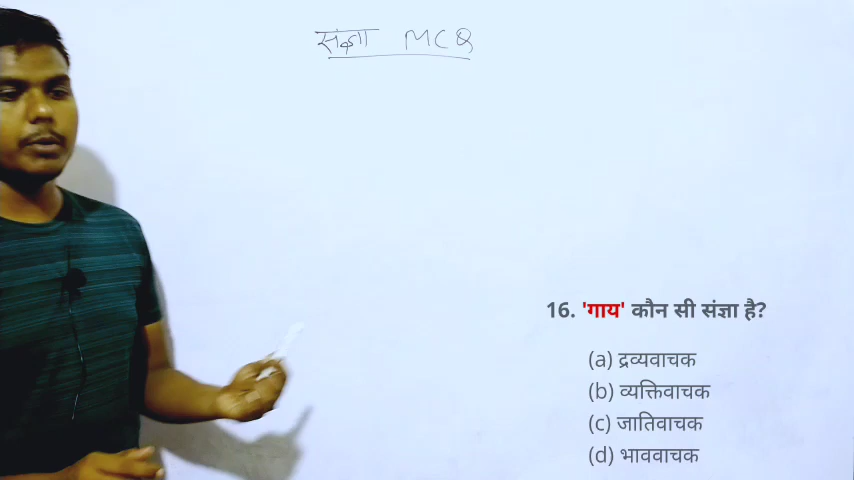 संज्ञा MCQ
16. 'गाय' कौन सी संज्ञा है?
(a) द्रव्यवाचक
(b) व्यक्तिवाचक
(c) जातिवाचक
(d) भाववाचक